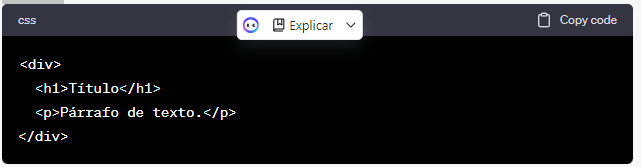 css
Explicar
Copy code
<div>
<h1>Título</h1>
<p>Párrafo de texto.</p>
</div>